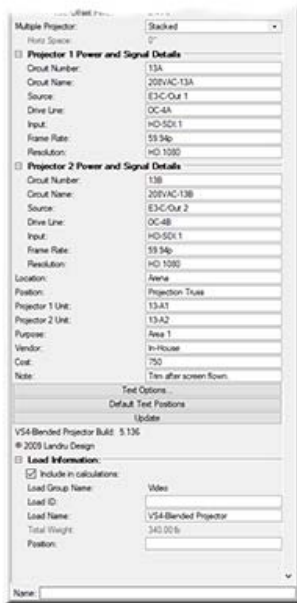 Multiple Projector: Stacked
Horiz Space: 0"
Projector 1 Power and Signal Details
Circuit Number: 13A
Circuit Name: 208VAC-13A
Source: E3-C/Out 1
Drive Line: OC-4A
Input: HD-SDI:1
Frame Rate: 59.94p
Resolution: HD:1080
Projector 2 Power and Signal Details
Circuit Number: 13B
Circuit Name: 208VAC-13B
Source: E3-C/Out 2
Drive Line: OC-4B
Input: HD-SDI:1
Frame Rate: 59.94p
Resolution: HD:1080
Location: Arena
Position: Projection Truss
Projector 1 Unit: 13-A1
Projector 2 Unit: 13-A2
Purpose: Area 1
Vendor: In-House
Cost: 750
Note: Trim after screen flown.
Text Options...
Default Text Positions
Update
VS4-Blended Projector Build: 5.136
© 2009 Landru Design
Load Information:
Include in calculations:
Load Group Name: Video
Load ID:
Load Name: VS4-Blended Projector
Total Weight: 340.00 lb
Position:
Name: